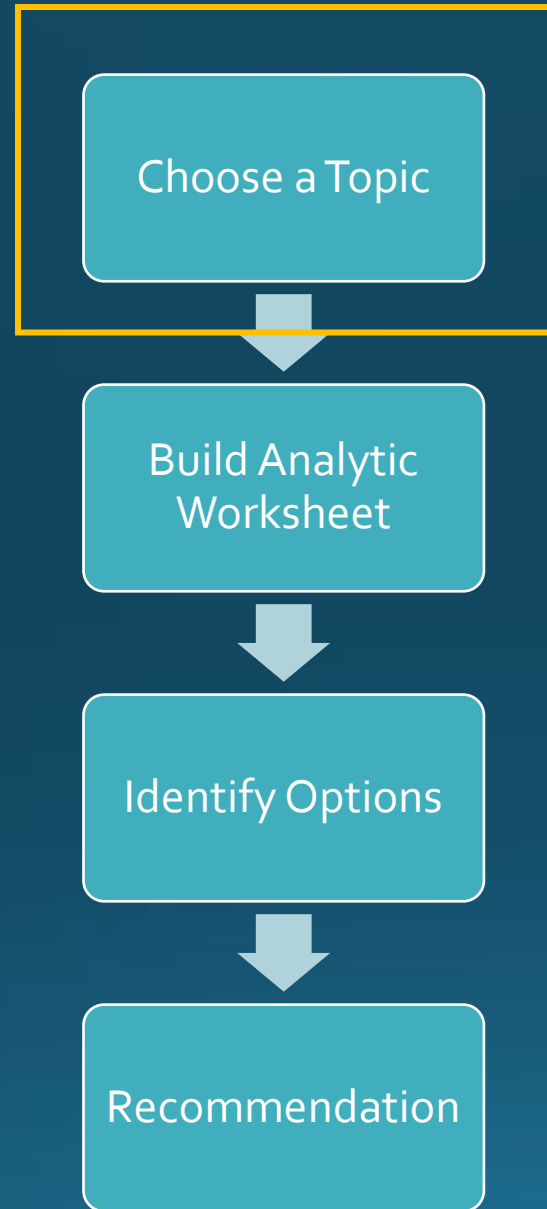 Choose a Topic
Build Analytic
Worksheet
Identify Options
Recommendation